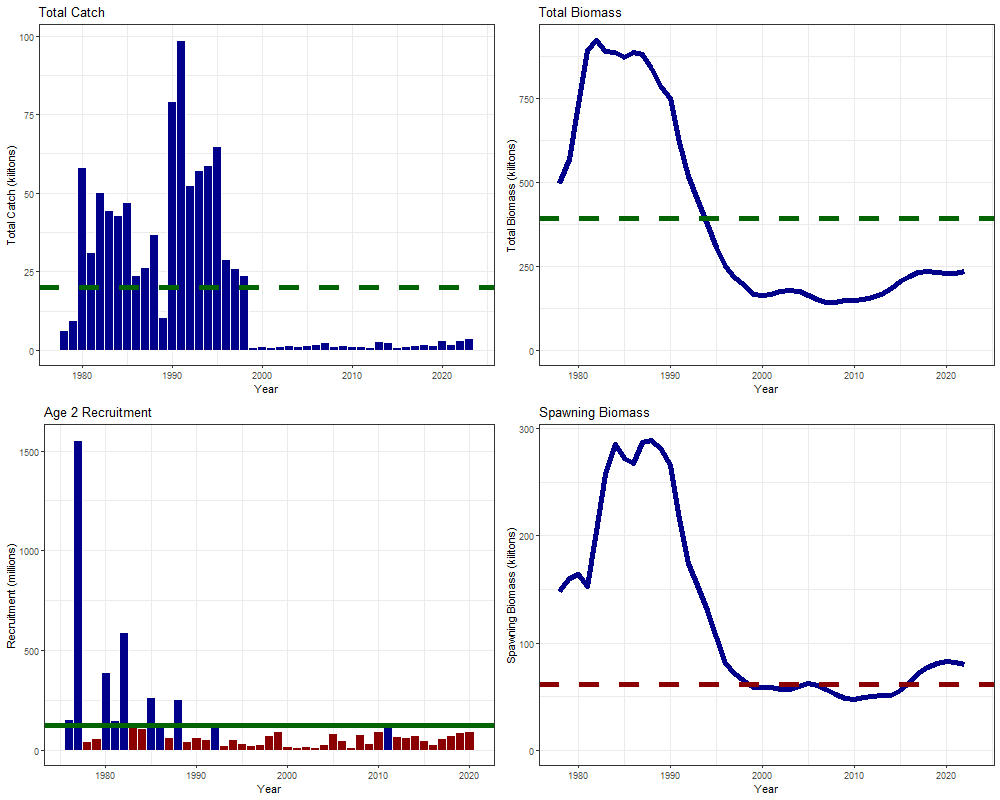 Total Catch
Total Catch (kilitons)
100
75
50
25
0
1980 1990 2000 2010 2020
Year
Total Biomass
Total Biomass (kilitons)
750
500
250
0
1980 1990 2000 2010 2020
Year
Age 2 Recruitment
Recruitment (millions)
1500
1000
500
0
1980 1990 2000 2010 2020
Year
Spawning Biomass
Spawning Biomass (kilitons)
300
200
100
0
1980 1990 2000 2010 2020
Year